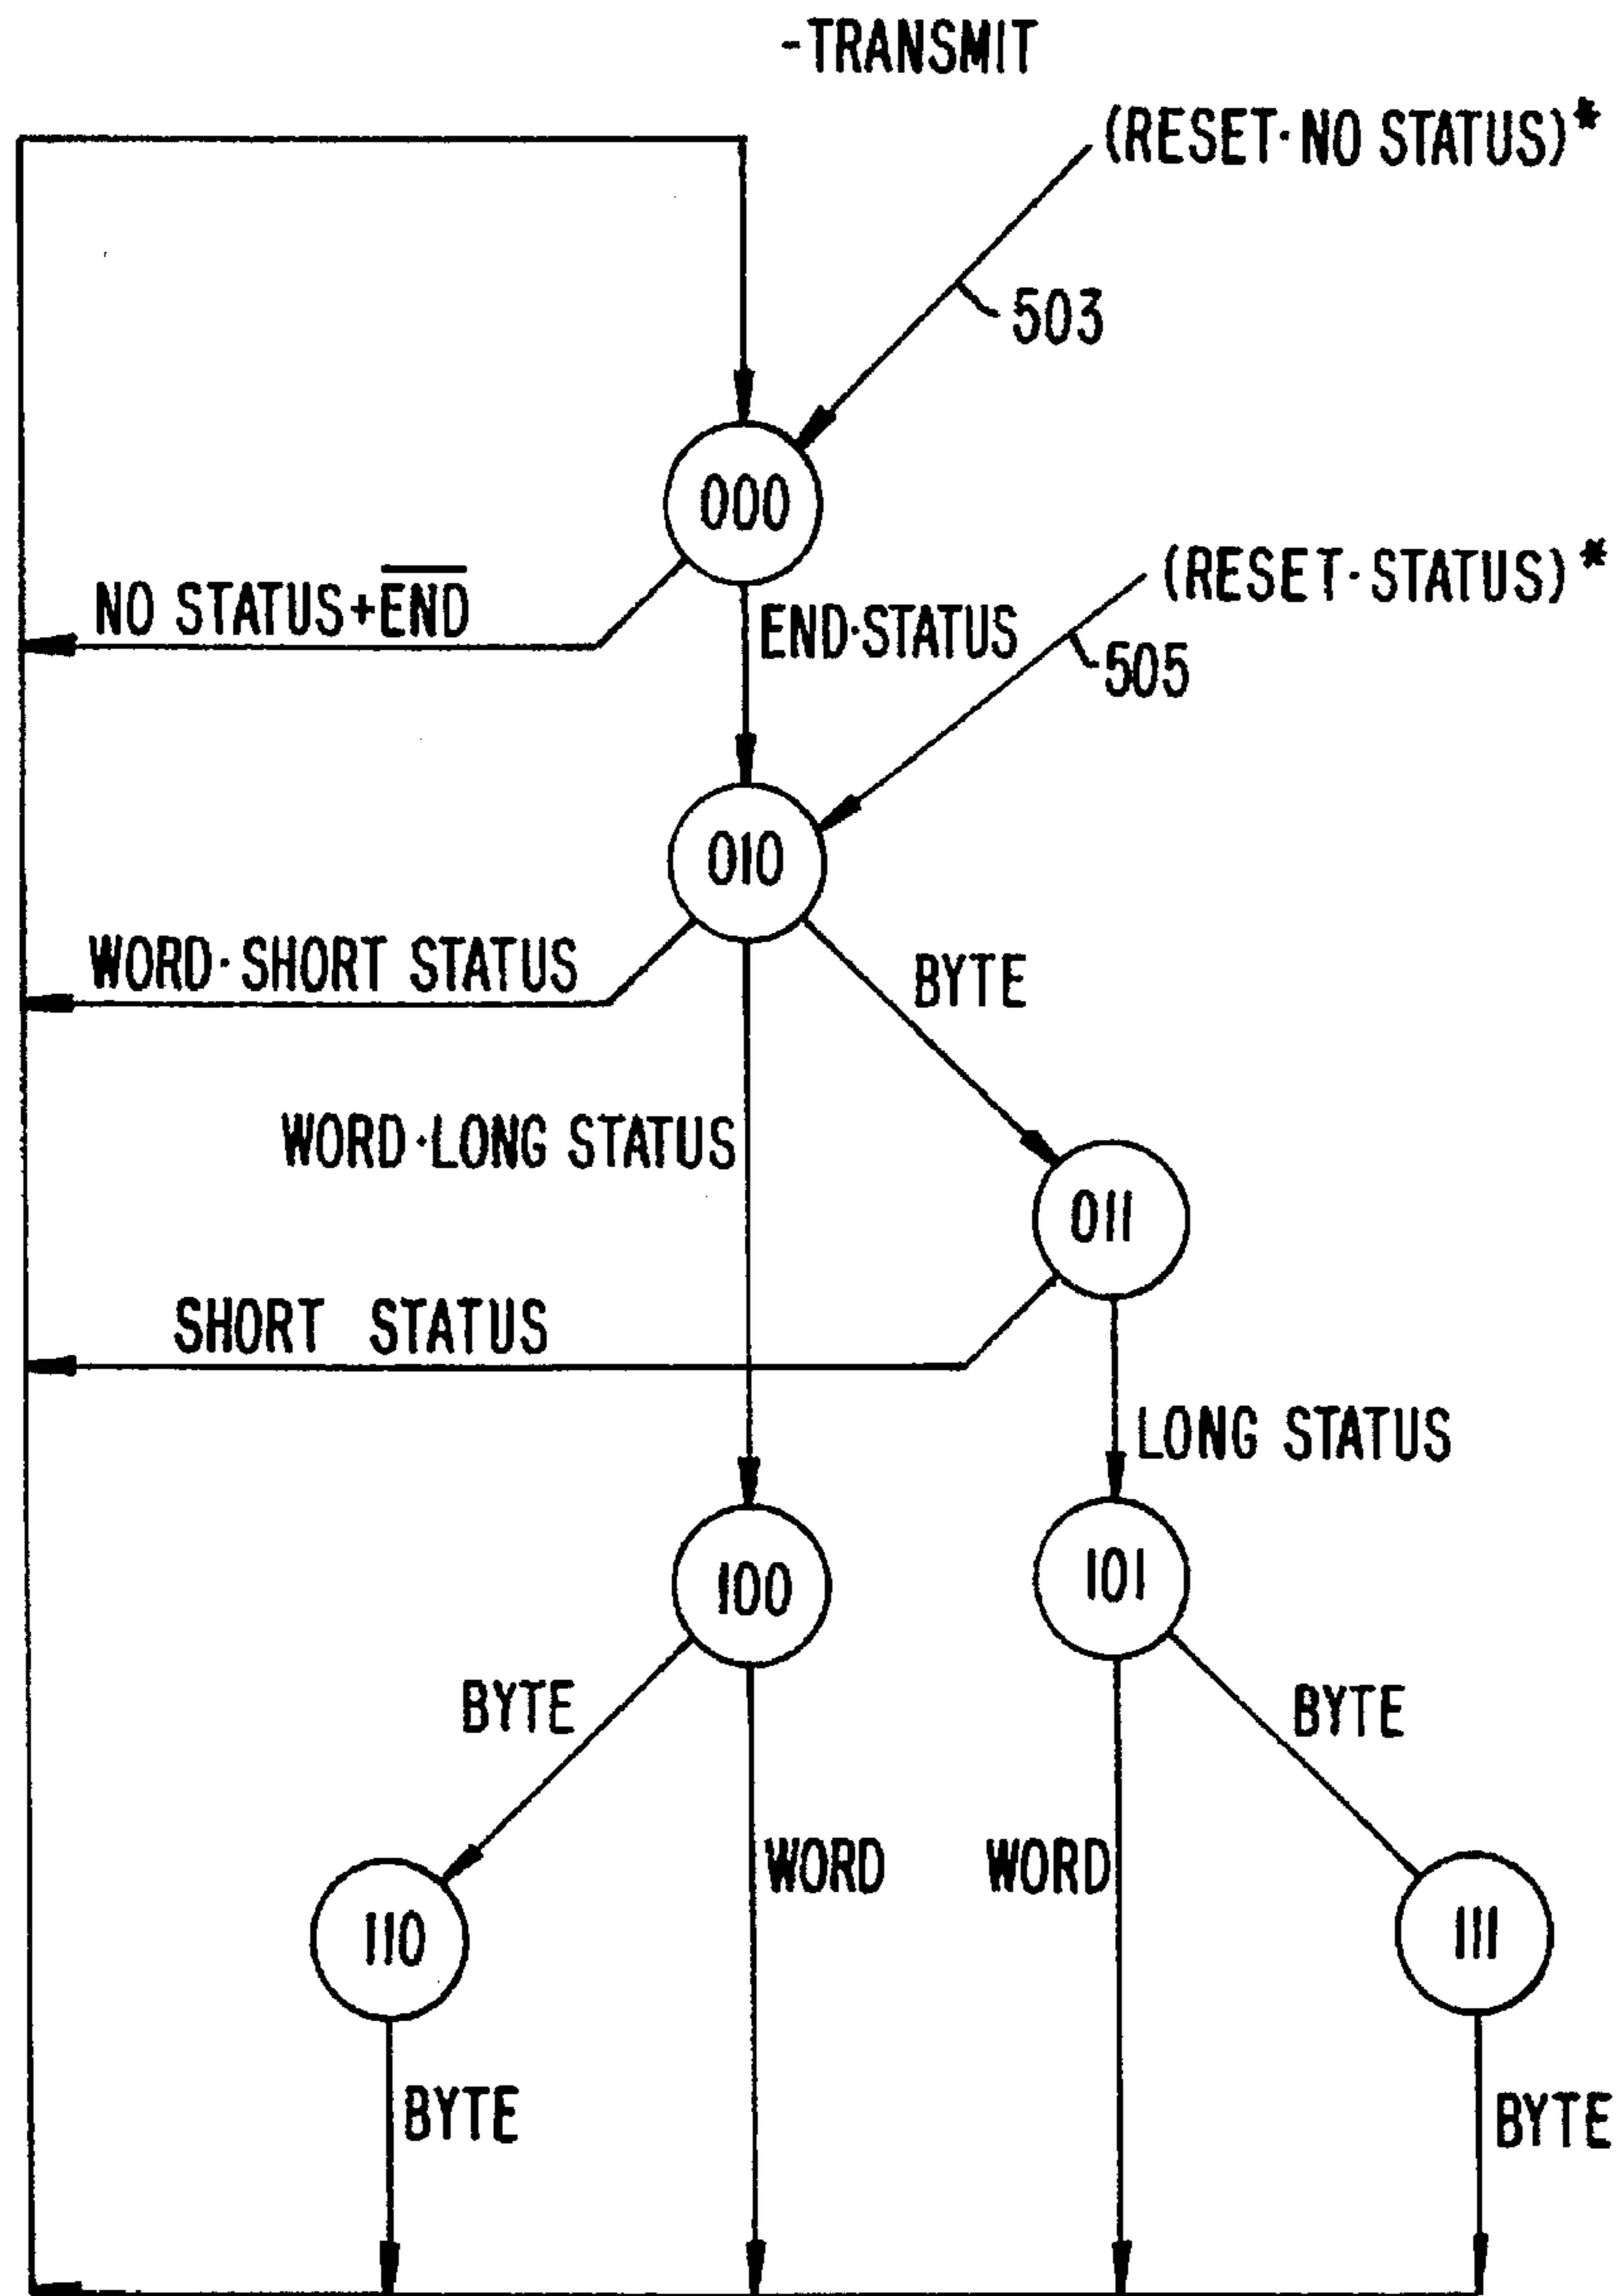 -TRANSMIT
(RESET·NO STATUS)*
503
000
(RESET·STATUS)*
NO STATUS+E̅N̅D̅
END·STATUS
505
010
WORD·SHORT STATUS
BYTE
WORD·LONG STATUS
011
SHORT STATUS
LONG STATUS
100
101
BYTE
BYTE
WORD
WORD
110
111
BYTE
BYTE